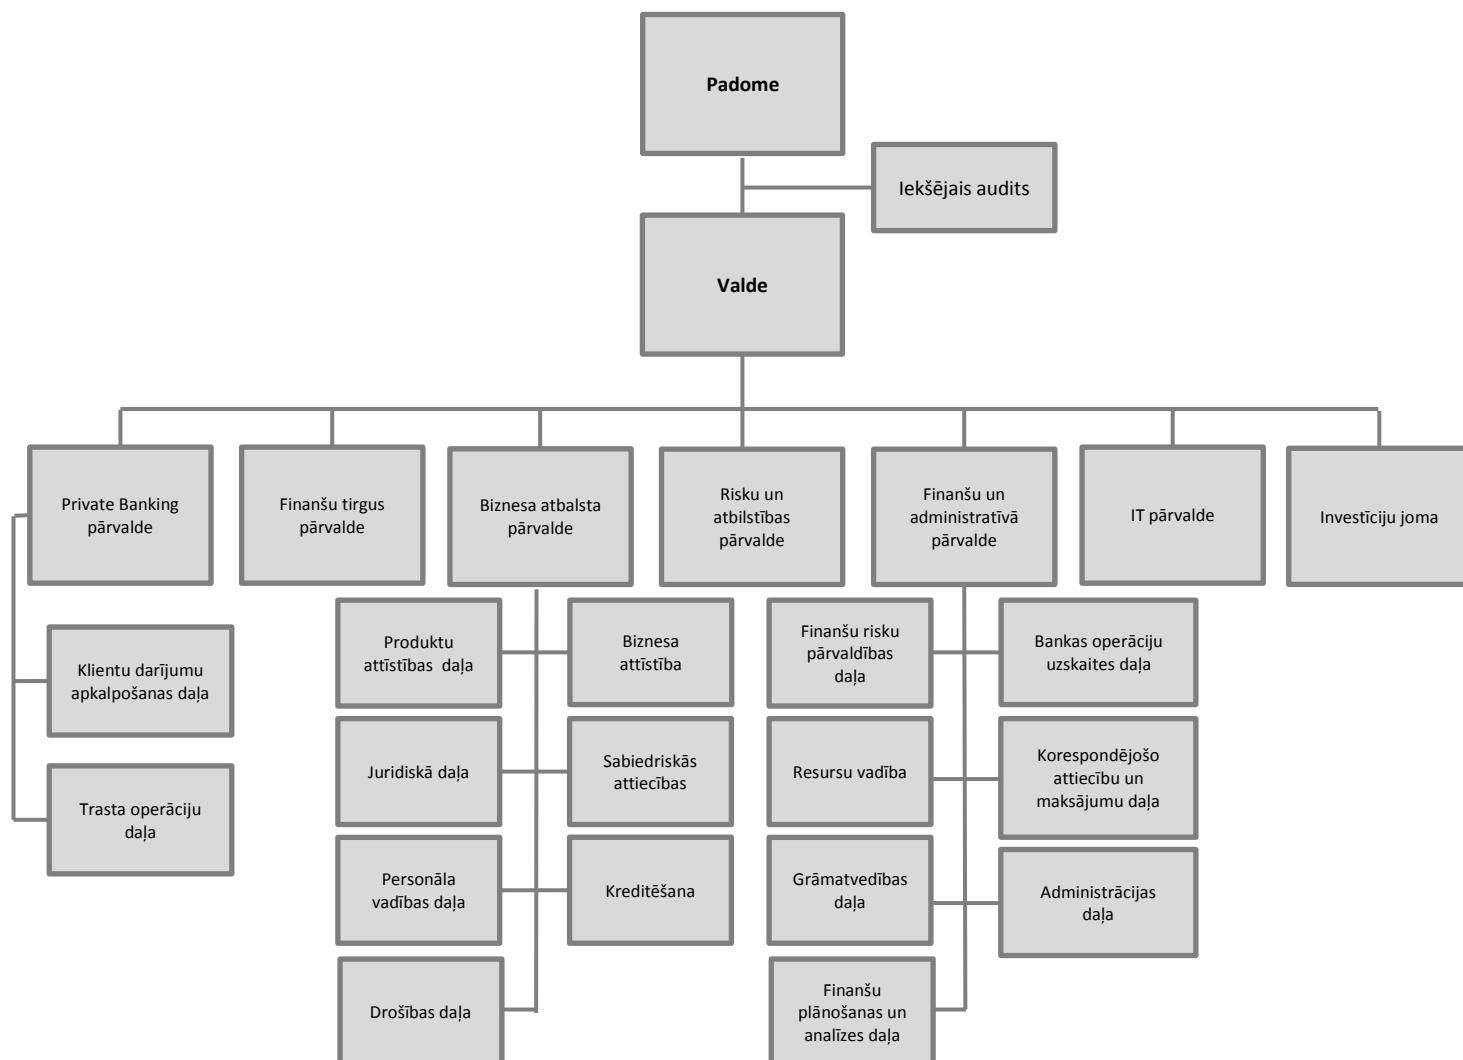 Padome
Iekšējais audits
Valde
Private Banking
pārvalde
Finanšu tirgus
pārvalde
Biznesa atbalsta
pārvalde
Risku un
atbilstības
pārvalde
Finanšu un
administratīvā
pārvalde
IT pārvalde
Investīciju joma
Klientu darījumu
apkalpošanas daļa
Trasta operāciju
daļa
Produktu
attīstības daļa
Biznesa
attīstība
Juridiskā daļa
Sabiedriskās
attiecības
Personāla
vadības daļa
Kreditēšana
Drošības daļa
Finanšu risku
pārvaldības
daļa
Bankas operāciju
uzskaites daļa
Resursu vadība
Korespondējošo
attiecību un
maksājumu daļa
Grāmatvedības
daļa
Administrācijas
daļa
Finanšu
plānošanas un
analīzes daļa